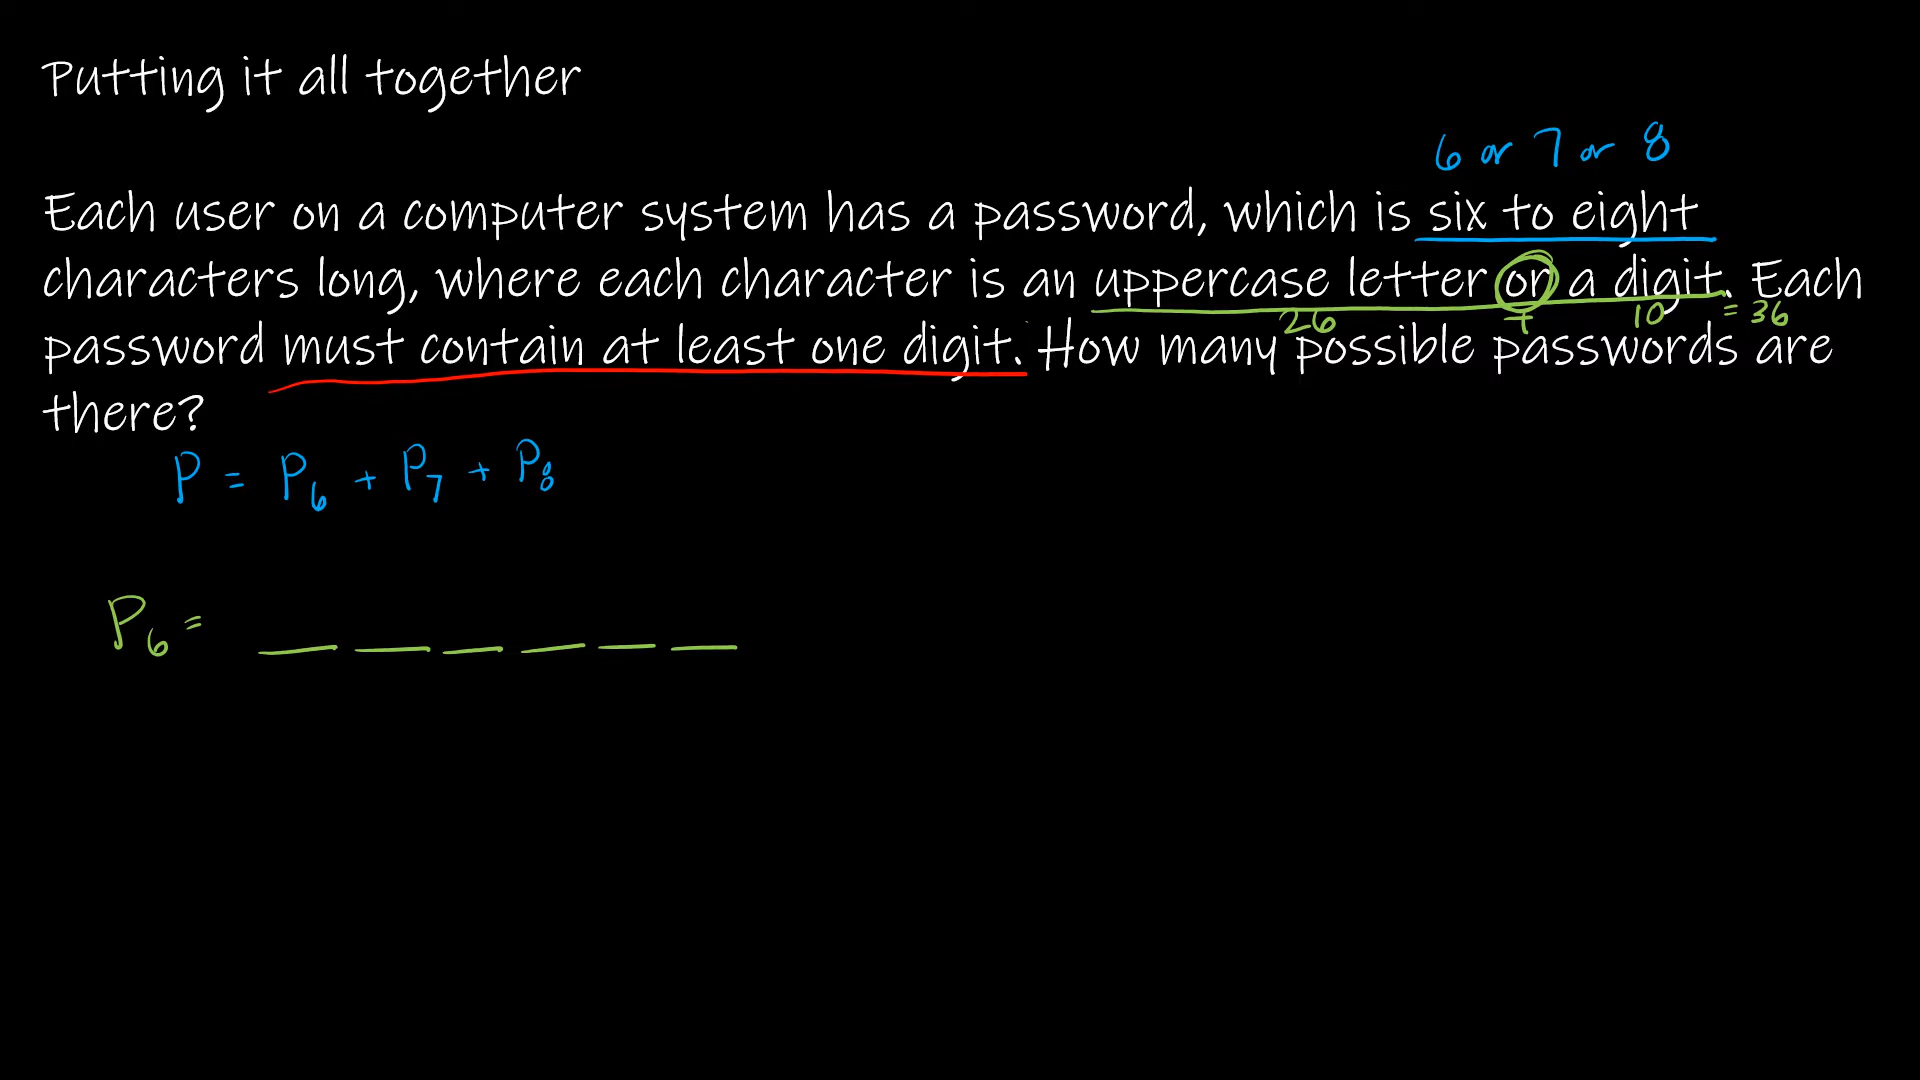 Putting it all together
6 or 7 or 8
Each user on a computer system has a password, which is six to eight
characters long, where each character is an uppercase letter or a digit. Each
26 + 10 = 36
password must contain at least one digit. How many possible passwords are
there?
P = P₆ + P₇ + P₈
P₆ = _ _ _ _ _ _